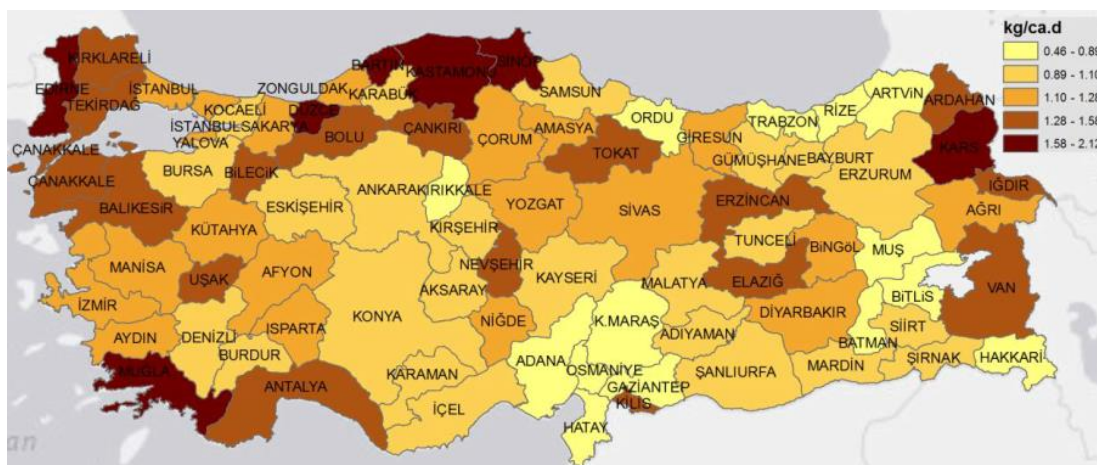 kg/ca.d
0.46 - 0.89
0.89 - 1.10
1.10 - 1.28
1.28 - 1.58
1.58 - 2.12
KIRKLARELİ
EDİRNE
TEKİRDAĞ
İSTANBUL
KOCAELİ
İSTANBUL
SAKARYA
YALOVA
ÇANAKKALE
ÇANAKKALE
BURSA
BİLECİK
BALIKESİR
ZONGULDAK
BARTIN
KASTAMONU
SİNOP
KARABÜK
DÜZCE
BOLU
ÇANKIRI
SAMSUN
ÇORUM
AMASYA
TOKAT
ORDU
GİRESUN
TRABZON
RİZE
ARTVİN
ARDAHAN
KARS
GÜMÜŞHANE
BAYBURT
ERZURUM
IĞDIR
AĞRI
ESKİŞEHİR
ANKARA
KIRIKKALE
YOZGAT
SİVAS
ERZİNCAN
TUNCELİ
BİNGöL
MUŞ
KÜTAHYA
KIRŞEHİR
NEVŞEHİR
KAYSERİ
MALATYA
ELAZIĞ
BİTLİS
VAN
MANİSA
UŞAK
AFYON
AKSARAY
KONYA
İZMİR
AYDIN
DENİZLİ
ISPARTA
BURDUR
NİĞDE
K.MARAŞ
ADIYAMAN
DİYARBAKIR
BATMAN
SİİRT
ŞIRNAK
HAKKARİ
MARDİN
ŞANLIURFA
MUĞLA
ANTALYA
KARAMAN
İÇEL
ADANA
OSMANİYE
GAZİANTEP
KİLİS
HATAY